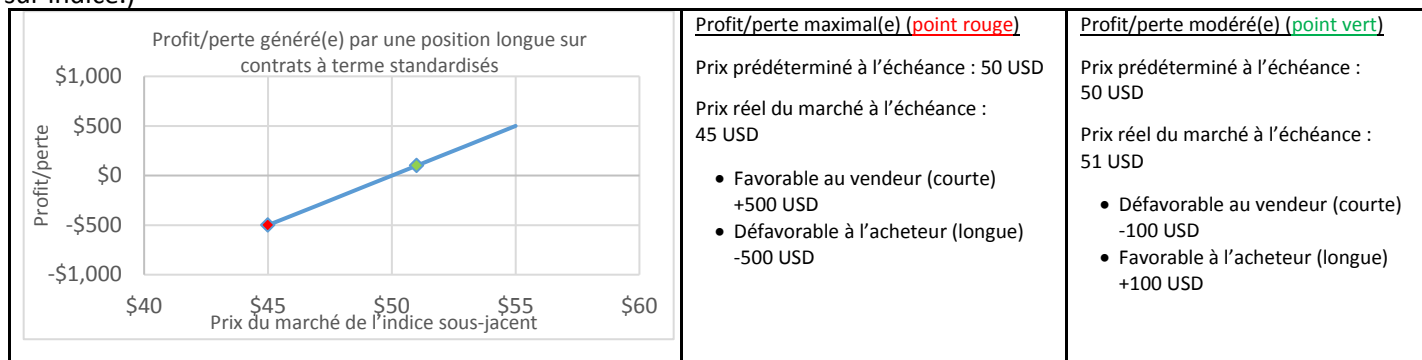 sur indice.)
Profit/perte généré(e) par une position longue sur
contrats à terme standardisés
$1,000
$500
$0
-$500
-$1,000
Profit/perte
$40
$45
$50
$55
$60
Prix du marché de l'indice sous-jacent
Profit/perte maximal(e) (point rouge)
Prix prédéterminé à l'échéance : 50 USD
Prix réel du marché à l'échéance :
45 USD
• Favorable au vendeur (courte)
+500 USD
• Défavorable à l'acheteur (longue)
-500 USD
Profit/perte modéré(e) (point vert)
Prix prédéterminé à l'échéance :
50 USD
Prix réel du marché à l'échéance :
51 USD
• Défavorable au vendeur (courte)
-100 USD
• Favorable à l'acheteur (longue)
+100 USD